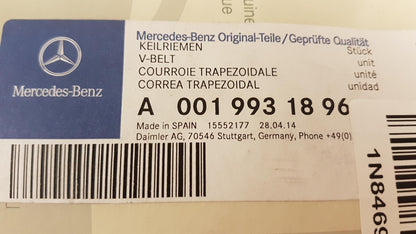 Mercedes-Benz
Mercedes-Benz Original-Teile/Geprüfte Qualität
KEILRIEMEN
Stück
V-BELT
unit
COURROIE TRAPEZOIDALE
unité
CORREA TRAPEZOIDAL
unidad
A 001 993 18 96
Made in SPAIN 15552177 28.04.14
Daimler AG, 70546 Stuttgart, Germany, Phone +49(0)
1N8469